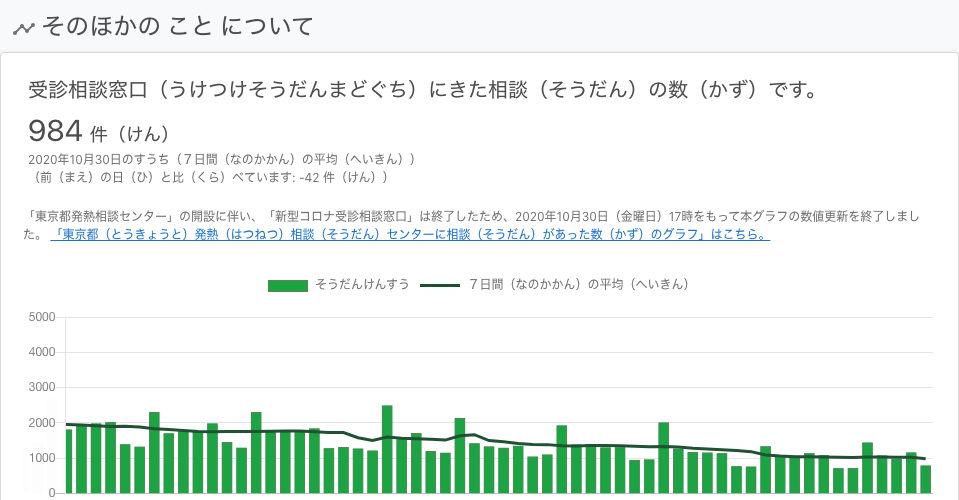 そのほかの こと について
受診相談窓口（うけつけそうだんまどぐち）にきた相談（そうだん）の数（かず）です。
984 件（けん）
2020年10月30日のすうち（７日間（なのかかん）の平均（へいきん））
（前（まえ）の日（ひ）と比（くら）べています: -42 件（けん））
「東京都発熱相談センター」の開設に伴い、「新型コロナ受診相談窓口」は終了したため、2020年10月30日（金曜日）17時をもって本グラフの数値更新を終了しまし
た。 「東京都（とうきょうと）発熱（はつねつ）相談（そうだん）センターに相談（そうだん）があった数（かず）のグラフ」はこちら。
そうだんけんすう ７日間（なのかかん）の平均（へいきん）
5000
4000
3000
2000
1000
0